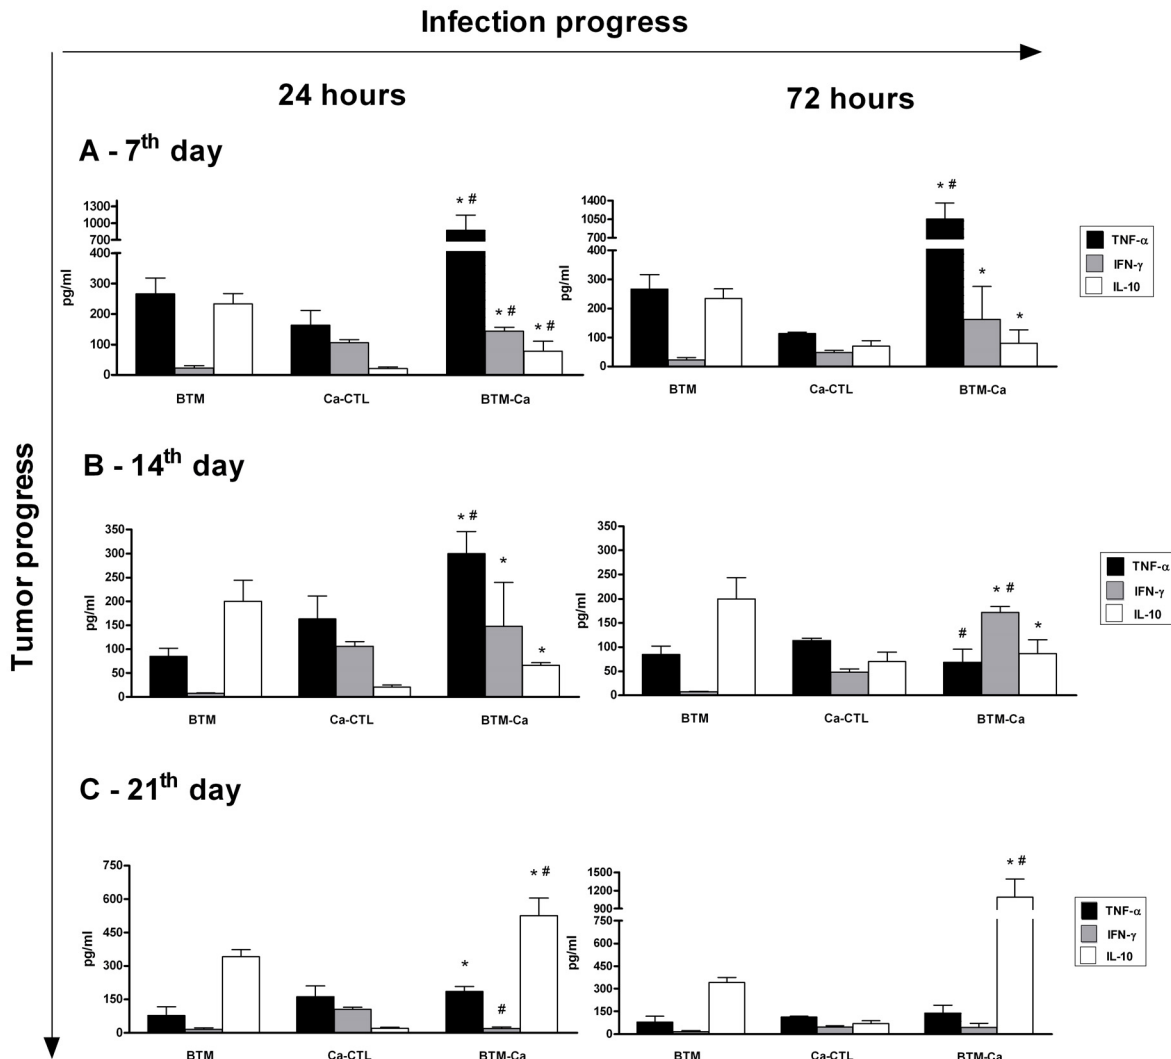 Infection progress
24 hours
72 hours
Tumor progress
A - 7th day
1300
1000
700
400
300
200
100
0
pg/ml
* #
* #
* #
BTM
Ca-CTL
BTM-Ca
1400
1050
700
400
300
200
100
0
pg/ml
* #
*
*
BTM
Ca-CTL
BTM-Ca
TNF-α
IFN-γ
IL-10
B - 14th day
350
300
250
200
150
100
50
0
pg/ml
* #
*
*
BTM
Ca-CTL
BTM-Ca
350
300
250
200
150
100
50
0
pg/ml
#
* #
*
BTM
Ca-CTL
BTM-Ca
TNF-α
IFN-γ
IL-10
C - 21th day
750
600
450
300
150
0
pg/ml
*
#
* #
BTM
Ca-CTL
BTM-Ca
1500
1200
900
750
600
450
300
150
0
pg/ml
* #
BTM
Ca-CTL
BTM-Ca
TNF-α
IFN-γ
IL-10